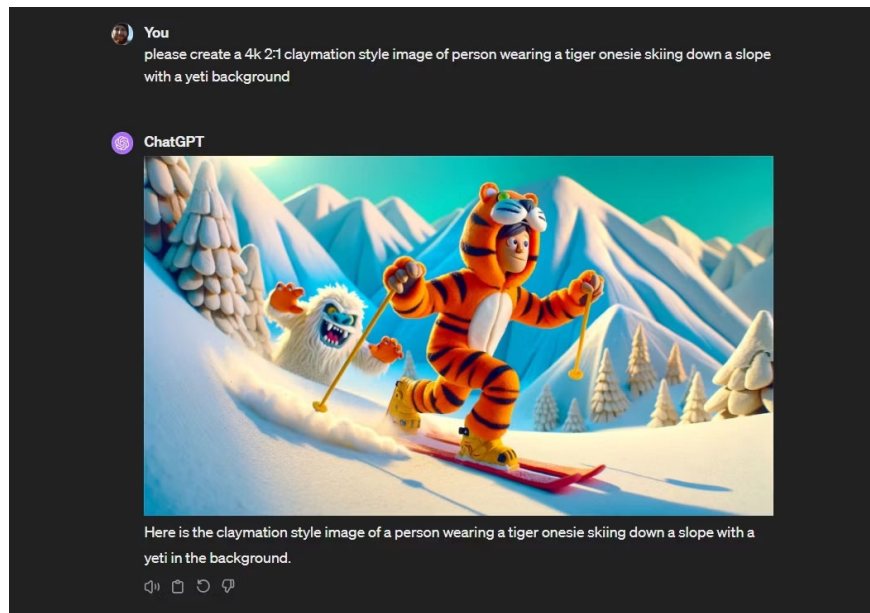 You
please create a 4k 2:1 claymation style image of person wearing a tiger onesie skiing down a slope
with a yeti background
ChatGPT
Here is the claymation style image of a person wearing a tiger onesie skiing down a slope with a
yeti in the background.